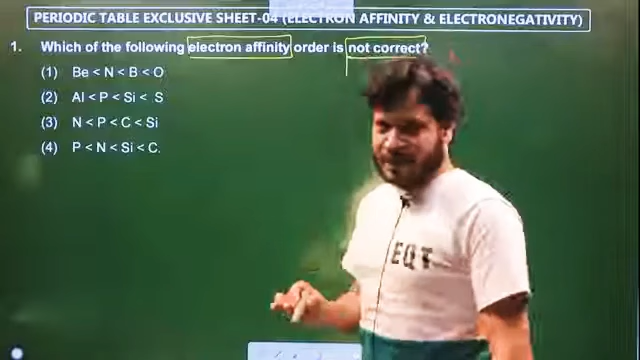 PERIODIC TABLE EXCLUSIVE SHEET-04 (ELECTRON AFFINITY & ELECTRONEGATIVITY)
1. Which of the following electron affinity order is not correct?
(1) Be < N < B < O
(2) Al < P < Si < S
(3) N < P < C < Si
(4) P < N < Si < C.
EQT